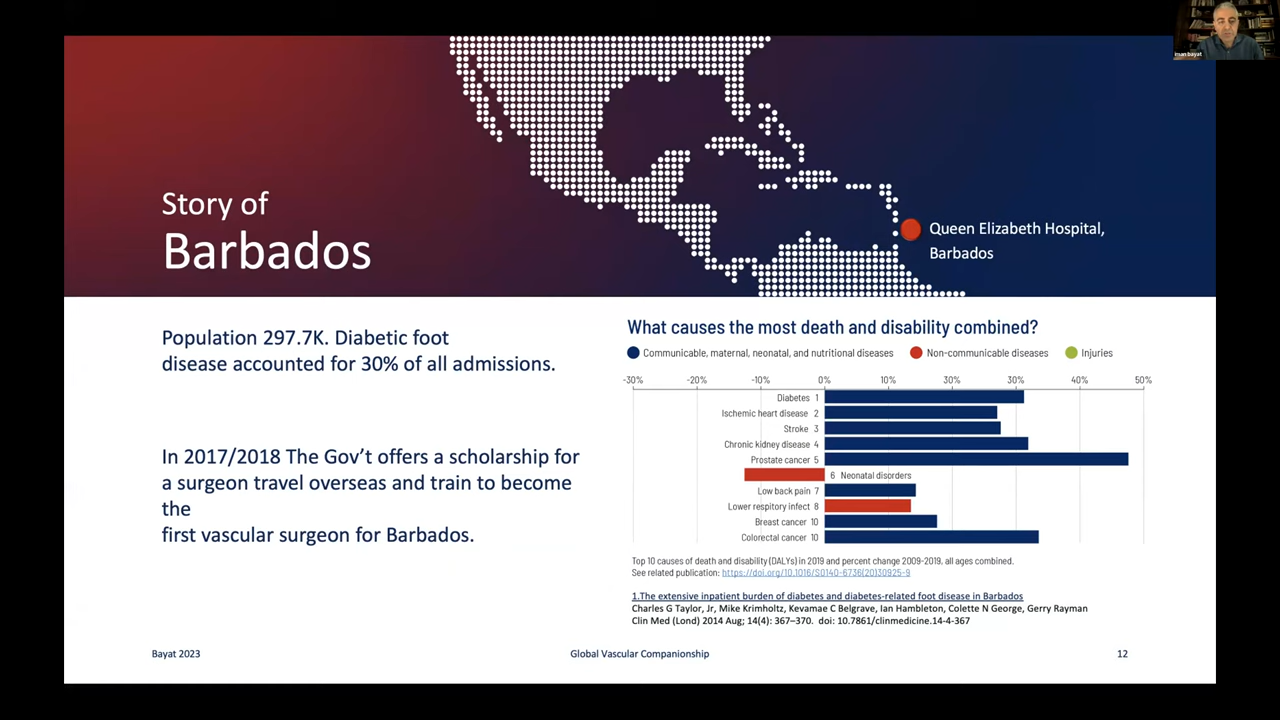 iman bayat
Story of
Barbados
Queen Elizabeth Hospital,
Barbados
Population 297.7K. Diabetic foot
disease accounted for 30% of all admissions.
In 2017/2018 The Gov't offers a scholarship for
a surgeon travel overseas and train to become
the
first vascular surgeon for Barbados.
What causes the most death and disability combined?
Communicable, maternal, neonatal, and nutritional diseases Non-communicable diseases Injuries
-30% -20% -10% 0% 10% 30% 30% 40% 50%
Diabetes 1
Ischemic heart disease 2
Stroke 3
Chronic kidney disease 4
Prostate cancer 5
6 Neonatal disorders
Low back pain 7
Lower respitory infect 8
Breast cancer 10
Colorectal cancer 10
Top 10 causes of death and disability (DALYs) in 2019 and percent change 2009-2019, all ages combined.
See related publication: https://doi.org/10.1016/S0140-6736(20)30925-9
1.The extensive inpatient burden of diabetes and diabetes-related foot disease in Barbados
Charles G Taylor, Jr, Mike Krimholtz, Kevamae C Belgrave, Ian Hambleton, Colette N George, Gerry Rayman
Clin Med (Lond) 2014 Aug; 14(4): 367–370. doi: 10.7861/clinmedicine.14-4-367
Bayat 2023
Global Vascular Companionship
12